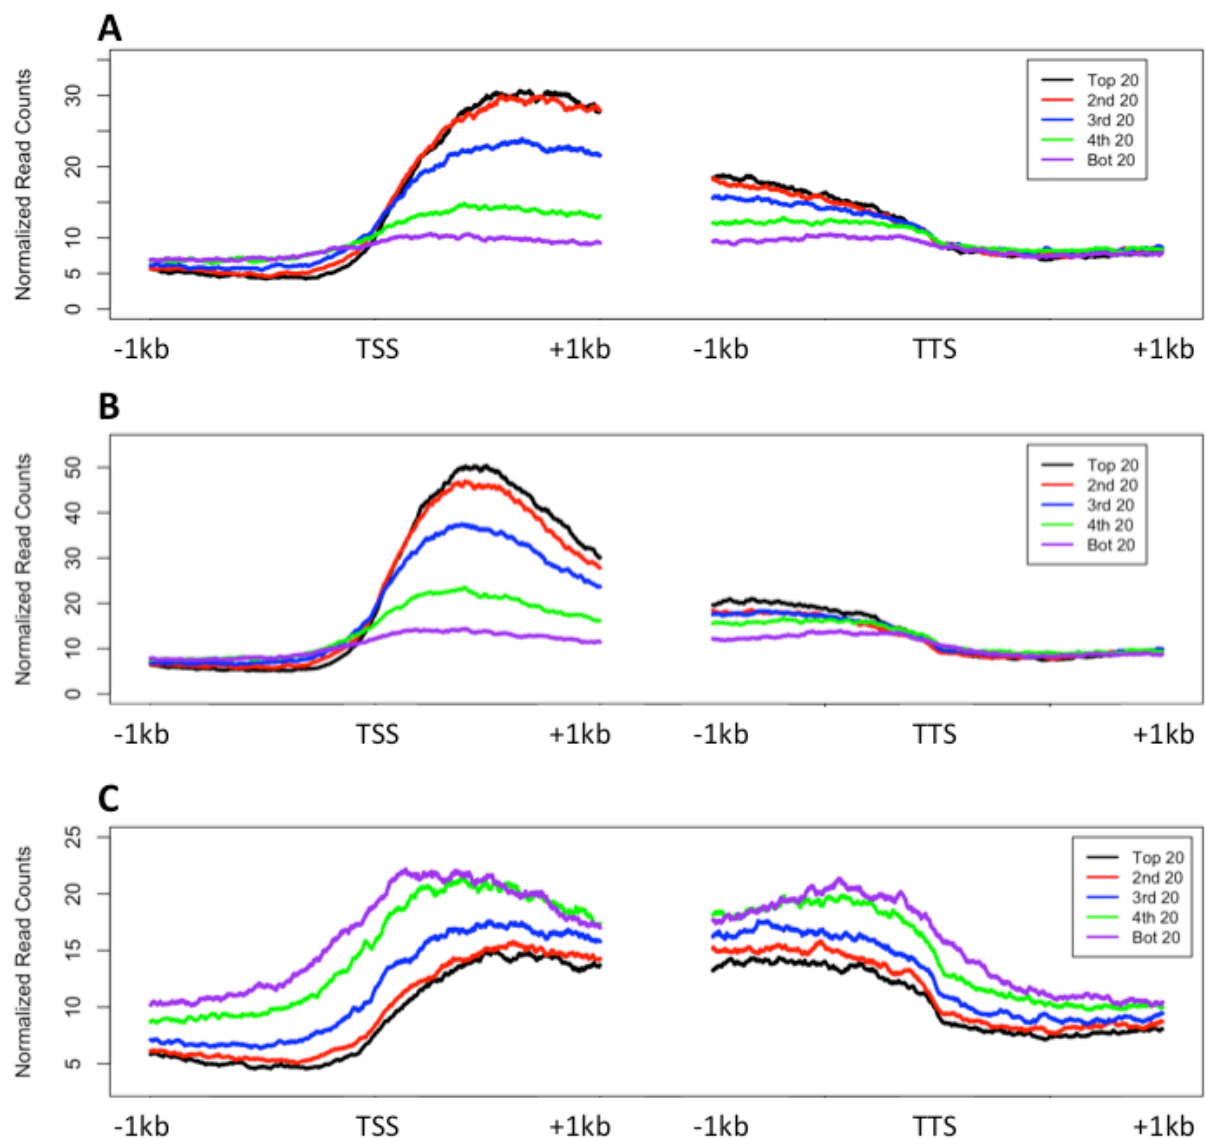 A
Normalized Read Counts
30
20
10
5
0
Top 20
2nd 20
3rd 20
4th 20
Bot 20
-1kb TSS +1kb -1kb TTS +1kb
B
Normalized Read Counts
50
40
30
20
10
0
Top 20
2nd 20
3rd 20
4th 20
Bot 20
-1kb TSS +1kb -1kb TTS +1kb
C
Normalized Read Counts
25
20
15
10
5
Top 20
2nd 20
3rd 20
4th 20
Bot 20
-1kb TSS +1kb -1kb TTS +1kb